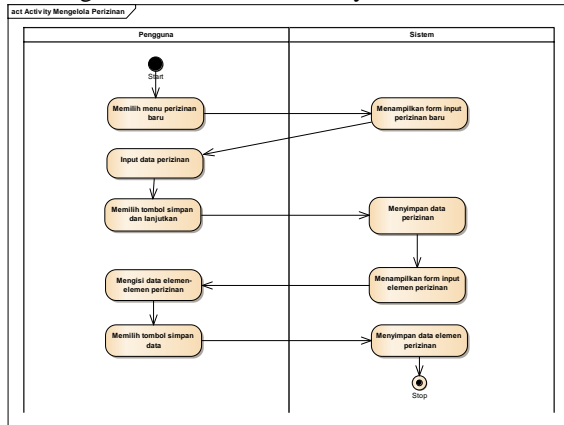 act Activity Mengelola Perizinan
Pengguna
Sistem
Start
Memilih menu perizinan
baru
Menampilkan form input
perizinan baru
Input data perizinan
Memilih tombol simpan
dan lanjutkan
Menyimpan data
perizinan
Mengisi data elemen-
elemen perizinan
Menampilkan form input
elemen perizinan
Memilih tombol simpan
data
Menyimpan data elemen
perizinan
Stop